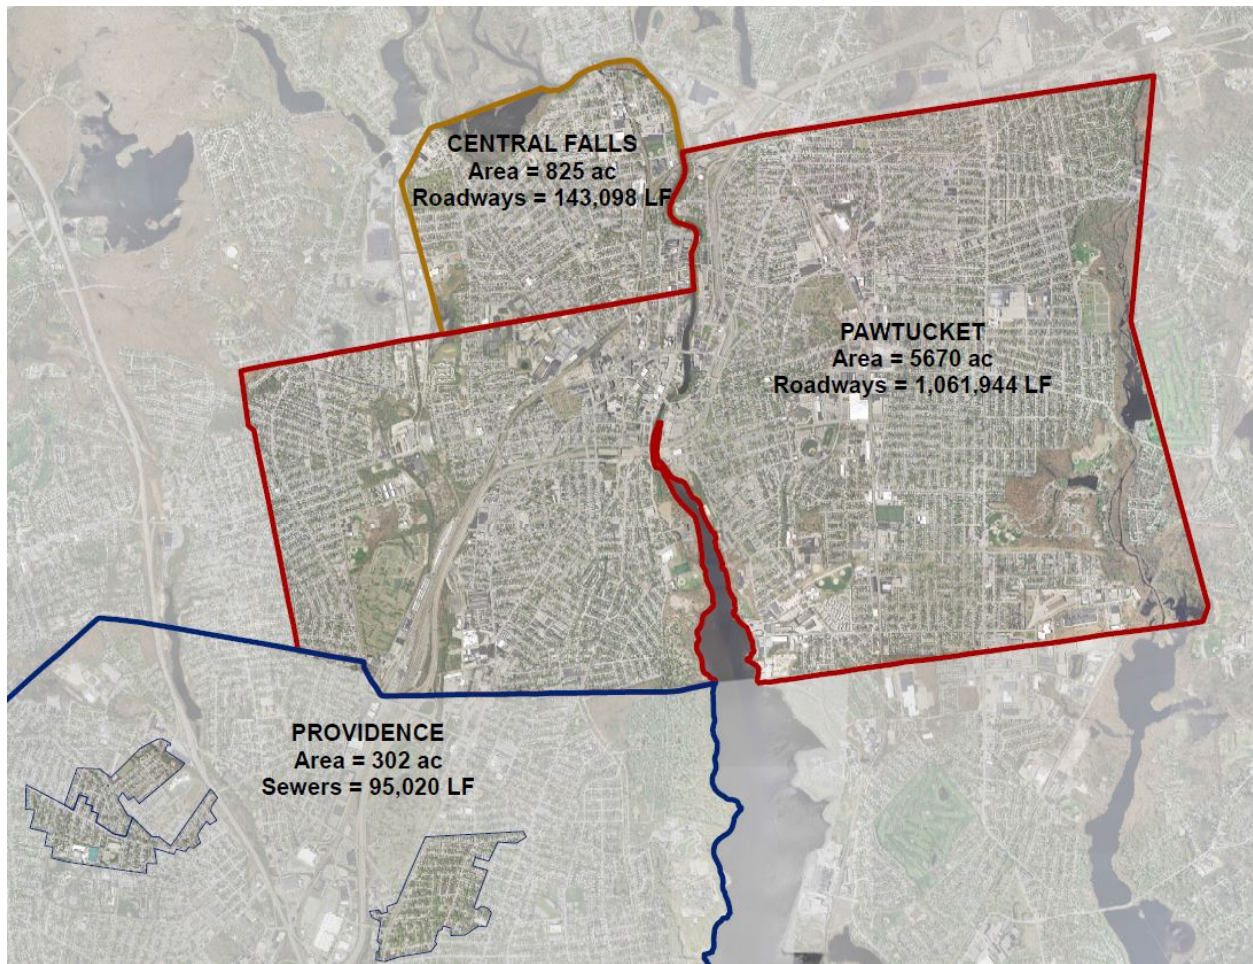 CENTRAL FALLS
Area = 825 ac
Roadways = 143,098 LF
PAWTUCKET
Area = 5670 ac
Roadways = 1,061,944 LF
PROVIDENCE
Area = 302 ac
Sewers = 95,020 LF